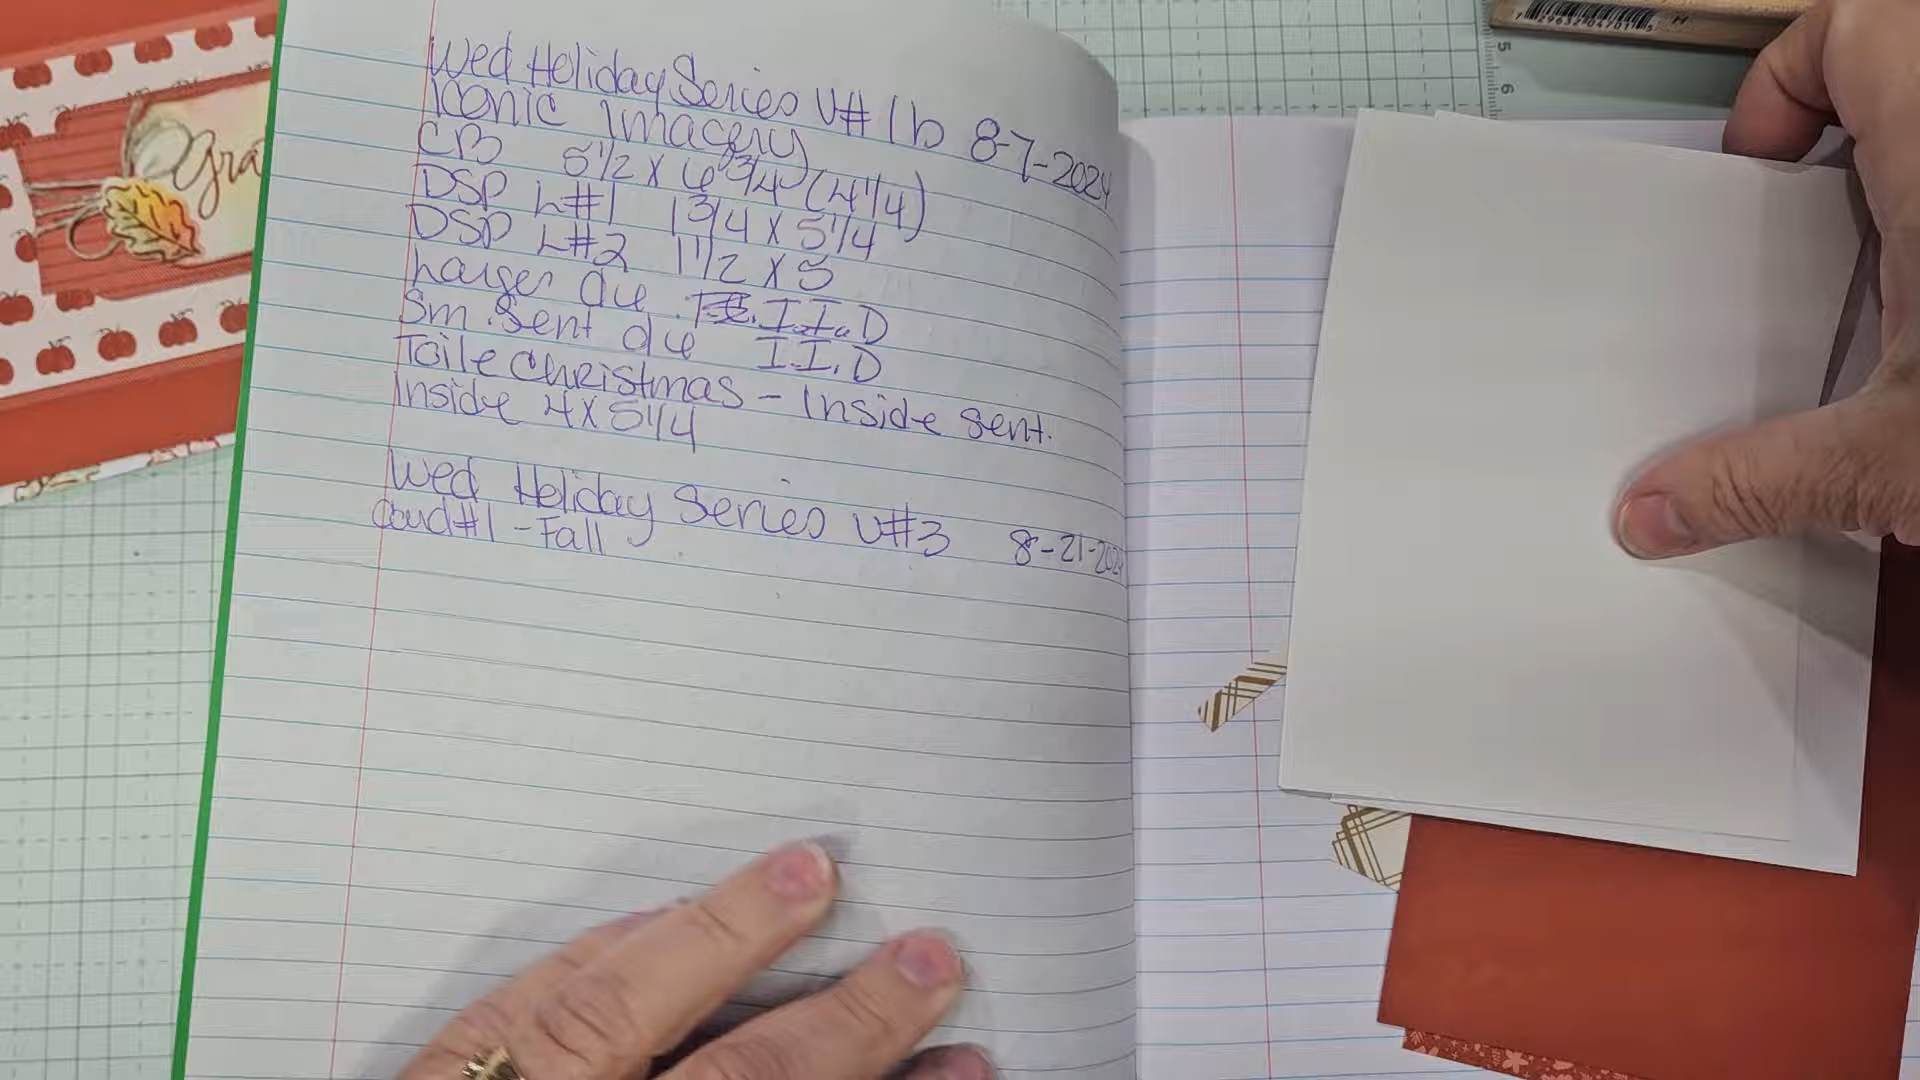 Wed Holiday Series V# 1b 8-7-2024
Iconic Imagery
CB 5 1/2 x 6 3/4 (4 1/4)
DSP L#1 1 3/4 x 5 1/4
DSP L#2 1 1/2 x 5
Larger die I.I.D
Sm. Sent die I.I.D
Toile Christmas - Inside Sent.
Inside 4 x 5 1/4
Wed Holiday Series V#3 8-21-2024
Card #1 - Fall
Gra
5
6